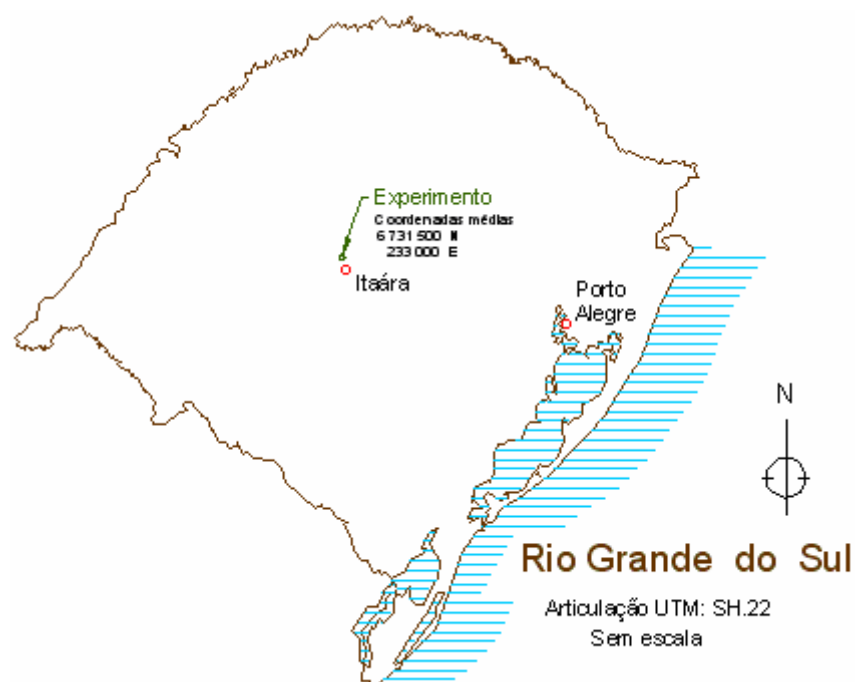 Experimento
Coordenadas médias
6 731 500 N
233 000 E
Itaára
Porto
Alegre
N
Rio Grande do Sul
Articulação UTM: SH.22
Sem escala